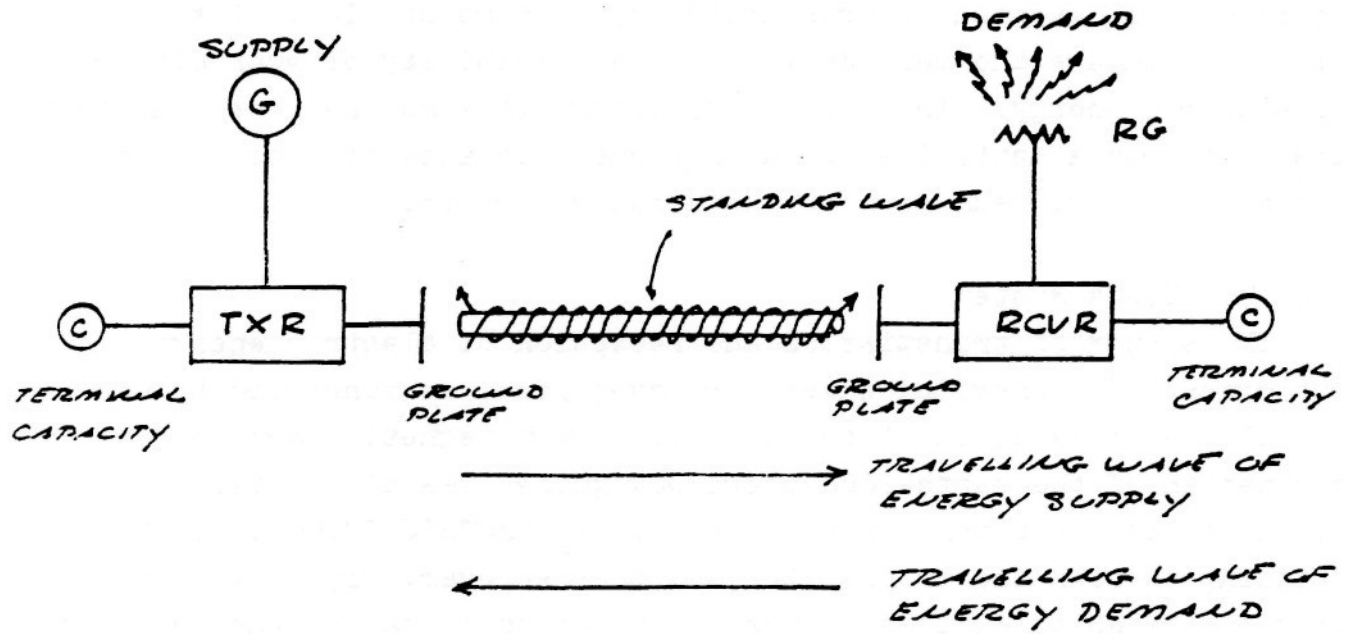 SUPPLY
G
DEMAND
RG
STANDING WAVE
C
TXR
RCVR
C
TERMINAL
CAPACITY
GROUND
PLATE
GROUND
PLATE
TERMINAL
CAPACITY
TRAVELLING WAVE OF
ENERGY SUPPLY
TRAVELLING WAVE OF
ENERGY DEMAND